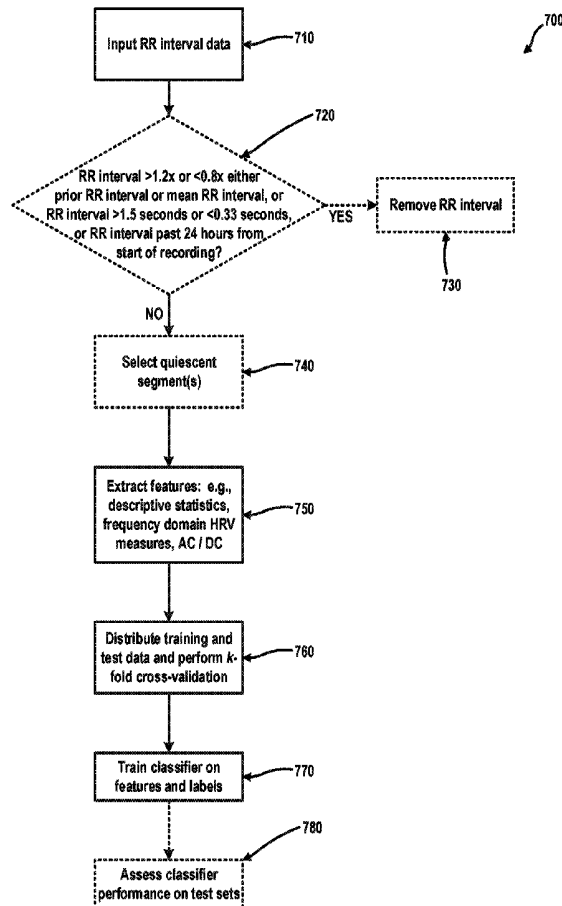 700
Input RR interval data
710
720
RR interval >1.2x or <0.8x either
prior RR interval or mean RR interval, or
RR interval >1.5 seconds or <0.33 seconds,
or RR interval past 24 hours from
start of recording?
YES
Remove RR interval
730
NO
Select quiescent
segment(s)
740
Extract features: e.g.,
descriptive statistics,
frequency domain HRV
measures, AC / DC
750
Distribute training and
test data and perform k-
fold cross-validation
760
Train classifier on
features and labels
770
780
Assess classifier
performance on test sets